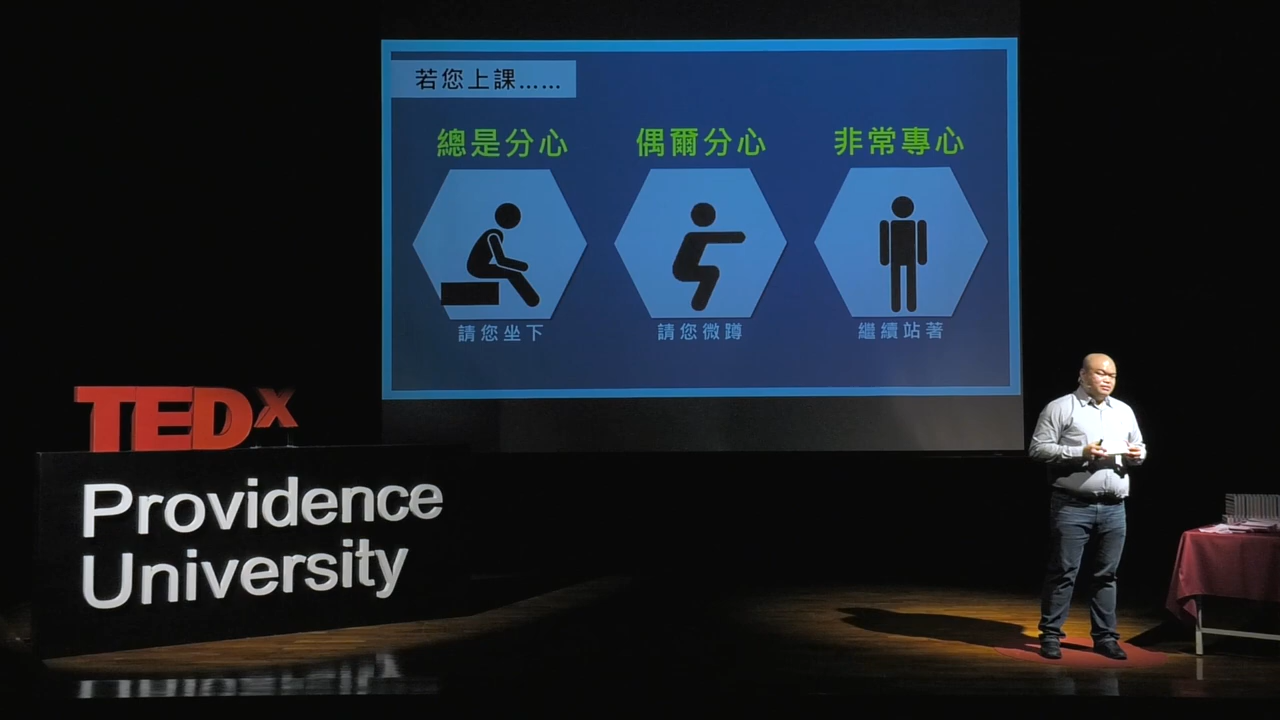 若您上課……
總是分心
偶爾分心
非常專心
請您坐下
請您微蹲
繼續站著
TEDx
Providence
University